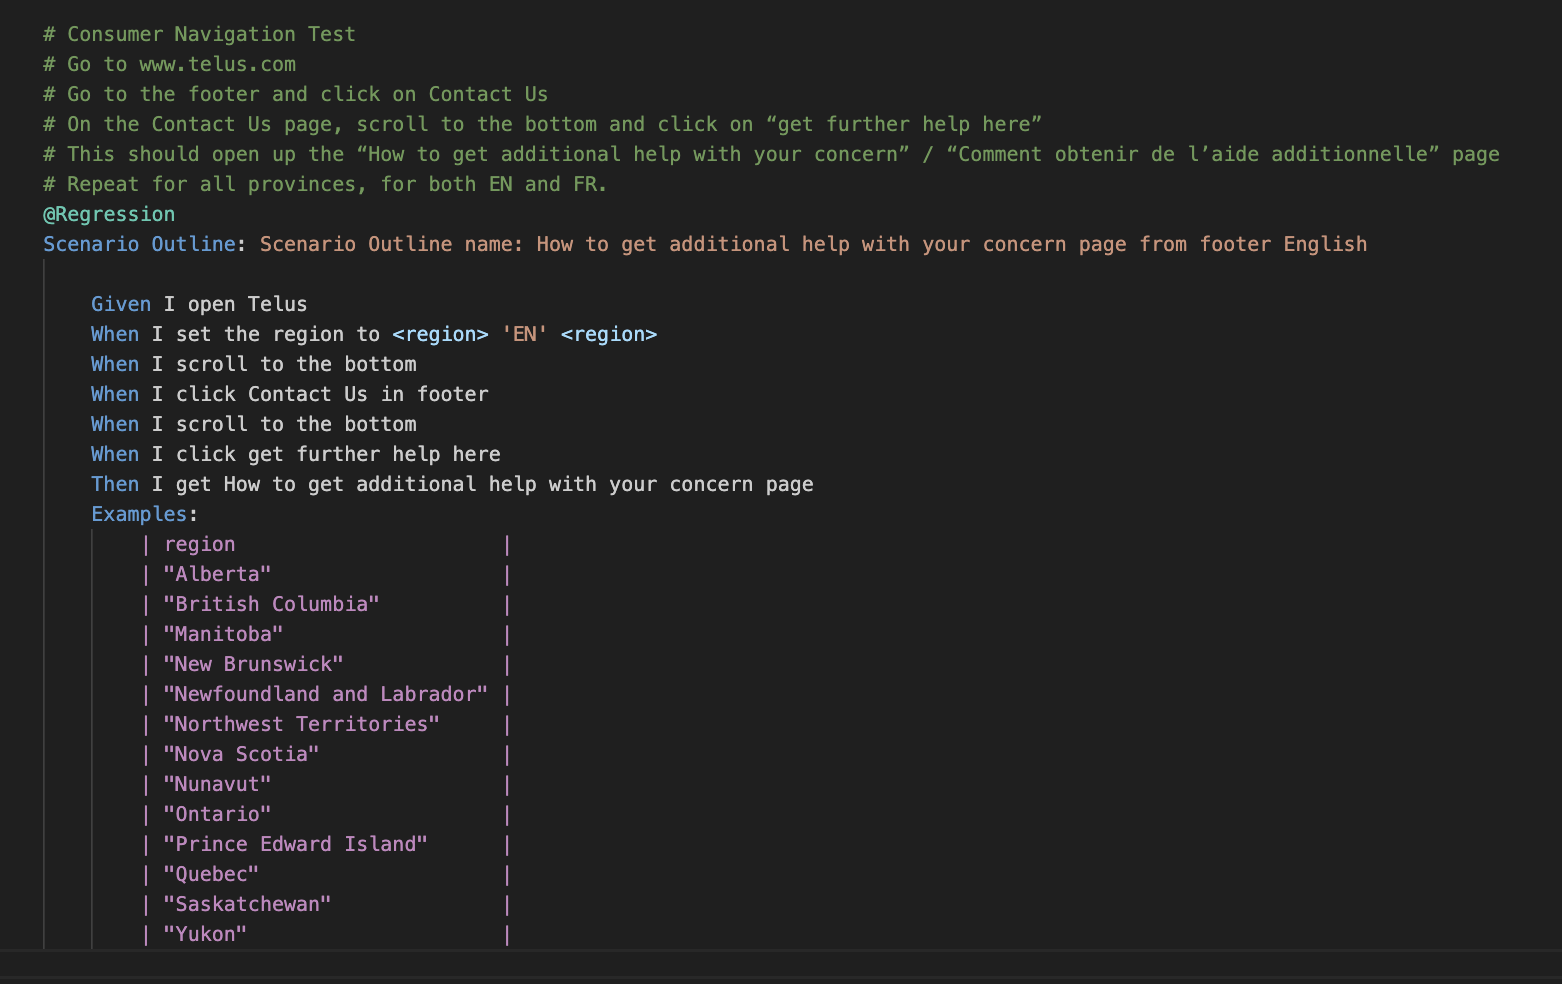 # Consumer Navigation Test
# Go to www.telus.com
# Go to the footer and click on Contact Us
# On the Contact Us page, scroll to the bottom and click on “get further help here”
# This should open up the “How to get additional help with your concern” / “Comment obtenir de l’aide additionnelle” page
# Repeat for all provinces, for both EN and FR.
@Regression
Scenario Outline: Scenario Outline name: How to get additional help with your concern page from footer English
Given I open Telus
When I set the region to <region> 'EN' <region>
When I scroll to the bottom
When I click Contact Us in footer
When I scroll to the bottom
When I click get further help here
Then I get How to get additional help with your concern page
Examples:
| region |
| "Alberta" |
| "British Columbia" |
| "Manitoba" |
| "New Brunswick" |
| "Newfoundland and Labrador" |
| "Northwest Territories" |
| "Nova Scotia" |
| "Nunavut" |
| "Ontario" |
| "Prince Edward Island" |
| "Quebec" |
| "Saskatchewan" |
| "Yukon" |